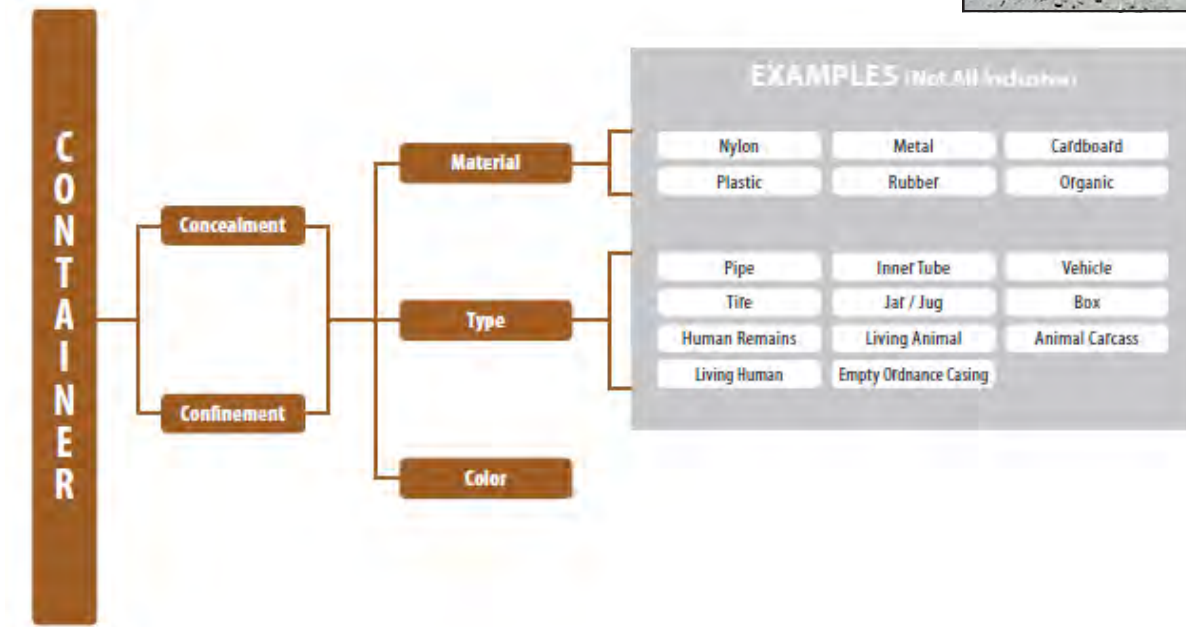 CONTAINER
Concealment
Confinement
Material
Type
Color
EXAMPLES (Not All Inclusive)
Nylon Metal Cardboard
Plastic Rubber Organic
Pipe Inner Tube Vehicle
Tire Jar / Jug Box
Human Remains Living Animal Animal Carcass
Living Human Empty Ordnance Casing